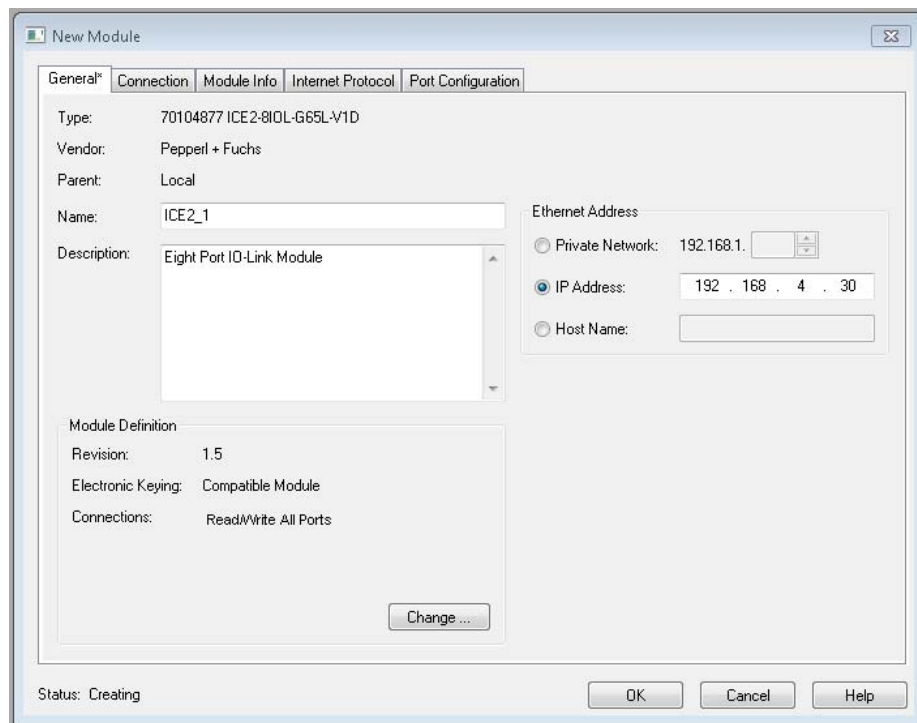 New Module
General* Connection Module Info Internet Protocol Port Configuration
Type: 70104877 ICE2-8IOL-G65L-V1D
Vendor: Pepperl + Fuchs
Parent: Local
Name: ICE2_1
Description: Eight Port IO-Link Module
Ethernet Address
Private Network: 192.168.1.
IP Address: 192 . 168 . 4 . 30
Host Name:
Module Definition
Revision: 1.5
Electronic Keying: Compatible Module
Connections: Read/Write All Ports
Change ...
Status: Creating
OK Cancel Help